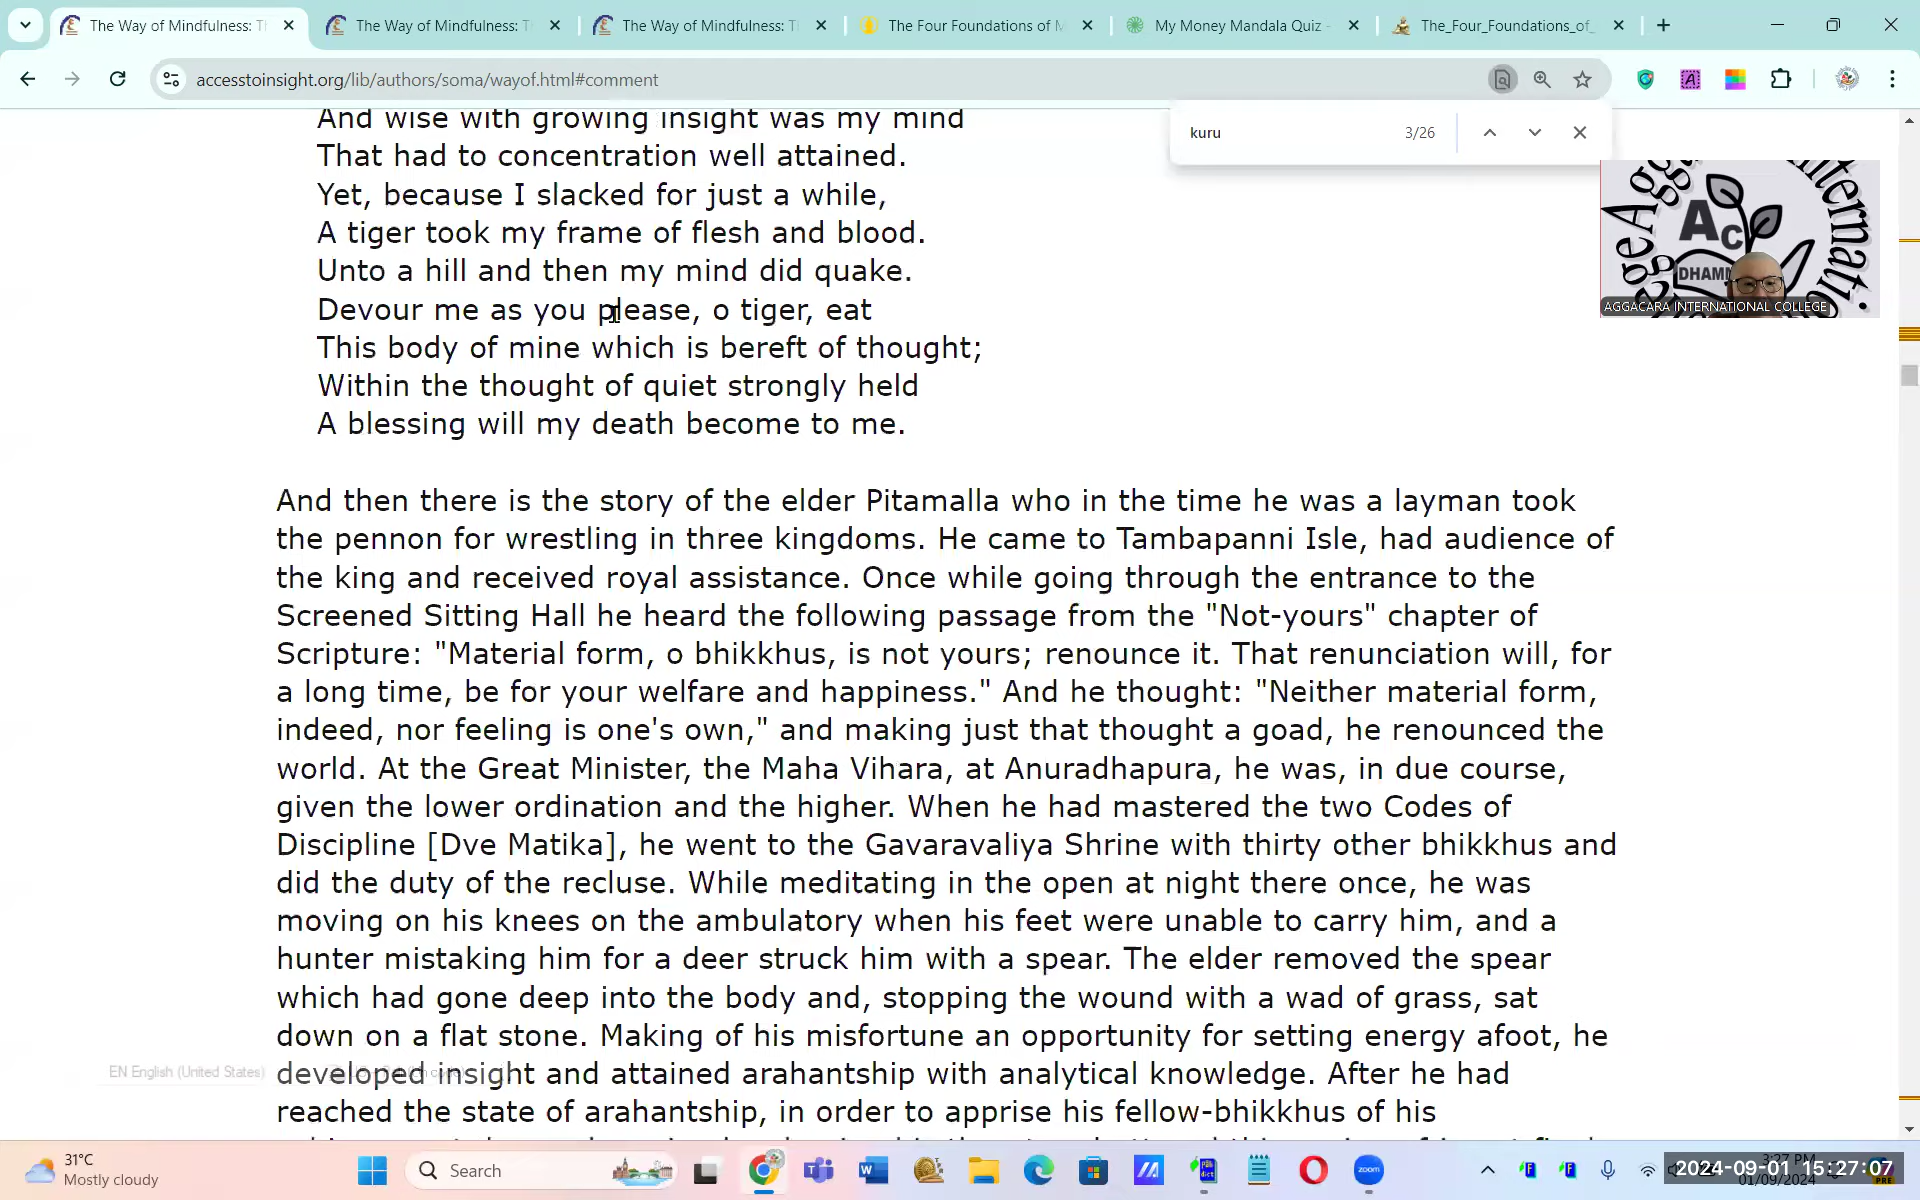 The Way of Mindfulness: Th
The Way of Mindfulness: T
The Way of Mindfulness: T
The Four Foundations of M
My Money Mandala Quiz -
The_Four_Foundations_of_
accesstoinsight.org/lib/authors/soma/wayof.html#comment
kuru
3/26
And wise with growing insight was my mind
That had to concentration well attained.
Yet, because I slacked for just a while,
A tiger took my frame of flesh and blood.
Unto a hill and then my mind did quake.
Devour me as you please, o tiger, eat
This body of mine which is bereft of thought;
Within the thought of quiet strongly held
A blessing will my death become to me.
AC
DHAMM
AGGACARA INTERNATIONAL COLLEGE
And then there is the story of the elder Pitamalla who in the time he was a layman took
the pennon for wrestling in three kingdoms. He came to Tambapanni Isle, had audience of
the king and received royal assistance. Once while going through the entrance to the
Screened Sitting Hall he heard the following passage from the "Not-yours" chapter of
Scripture: "Material form, o bhikkhus, is not yours; renounce it. That renunciation will, for
a long time, be for your welfare and happiness." And he thought: "Neither material form,
indeed, nor feeling is one's own," and making just that thought a goad, he renounced the
world. At the Great Minister, the Maha Vihara, at Anuradhapura, he was, in due course,
given the lower ordination and the higher. When he had mastered the two Codes of
Discipline [Dve Matika], he went to the Gavaravaliya Shrine with thirty other bhikkhus and
did the duty of the recluse. While meditating in the open at night there once, he was
moving on his knees on the ambulatory when his feet were unable to carry him, and a
hunter mistaking him for a deer struck him with a spear. The elder removed the spear
which had gone deep into the body and, stopping the wound with a wad of grass, sat
down on a flat stone. Making of his misfortune an opportunity for setting energy afoot, he
developed insight and attained arahantship with analytical knowledge. After he had
reached the state of arahantship, in order to apprise his fellow-bhikkhus of his
EN English (United States)
31°C
Mostly cloudy
Search
zoom
3:27 PM
01/09/2024
2024-09-01 15:27:07
PRE